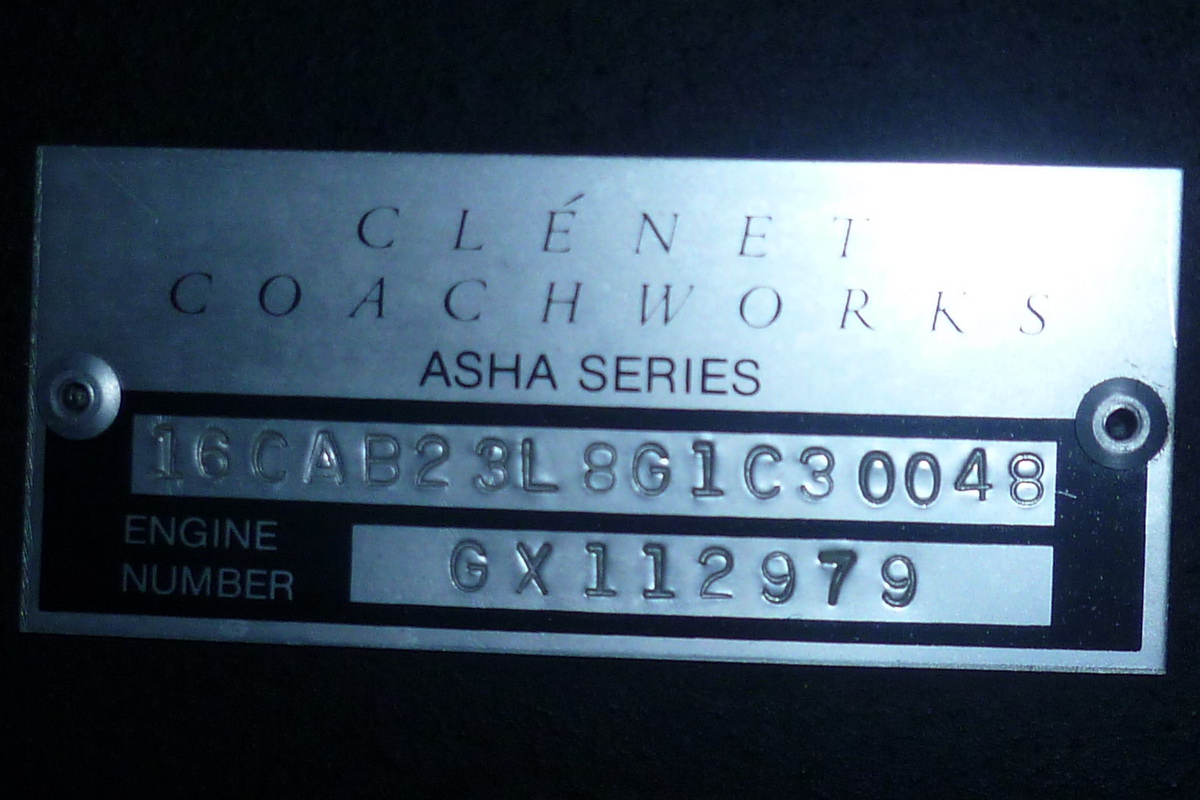 CLÉNET
COACHWORKS
ASHA SERIES
16CAB23L8G1C30048
ENGINE
NUMBER
GX112979